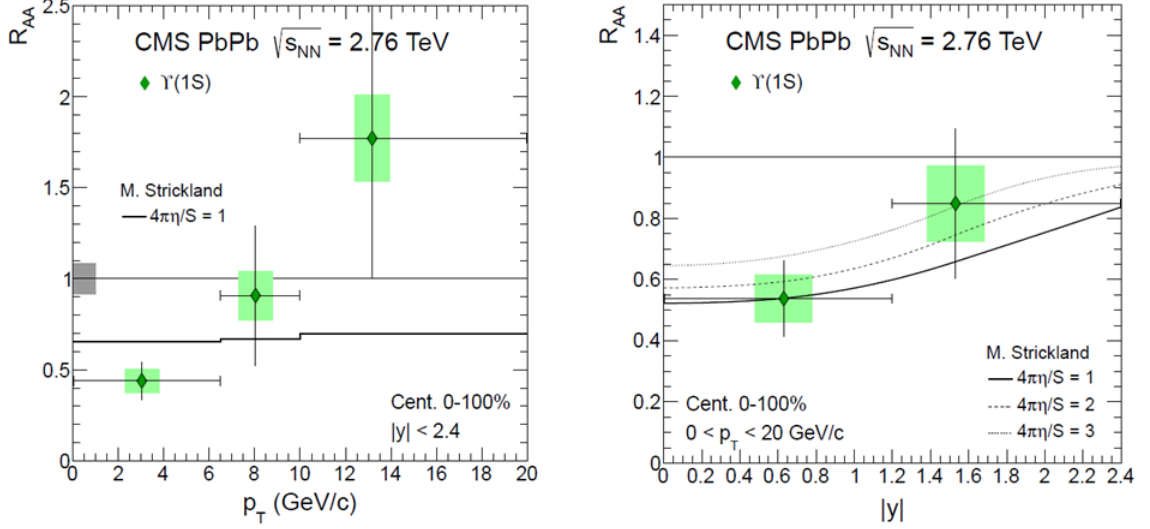 R_AA
2.5
2
1.5
1
0.5
0
CMS PbPb √s_NN = 2.76 TeV
ϒ(1S)
M. Strickland
4πη/S = 1
Cent. 0-100%
|y| < 2.4
0 2 4 6 8 10 12 14 16 18 20
p_T (GeV/c)
R_AA
1.4
1.2
1
0.8
0.6
0.4
0.2
0
CMS PbPb √s_NN = 2.76 TeV
ϒ(1S)
M. Strickland
4πη/S = 1
4πη/S = 2
4πη/S = 3
Cent. 0-100%
0 < p_T < 20 GeV/c
0.0 0.2 0.4 0.6 0.8 1.0 1.2 1.4 1.6 1.8 2.0 2.2 2.4
|y|